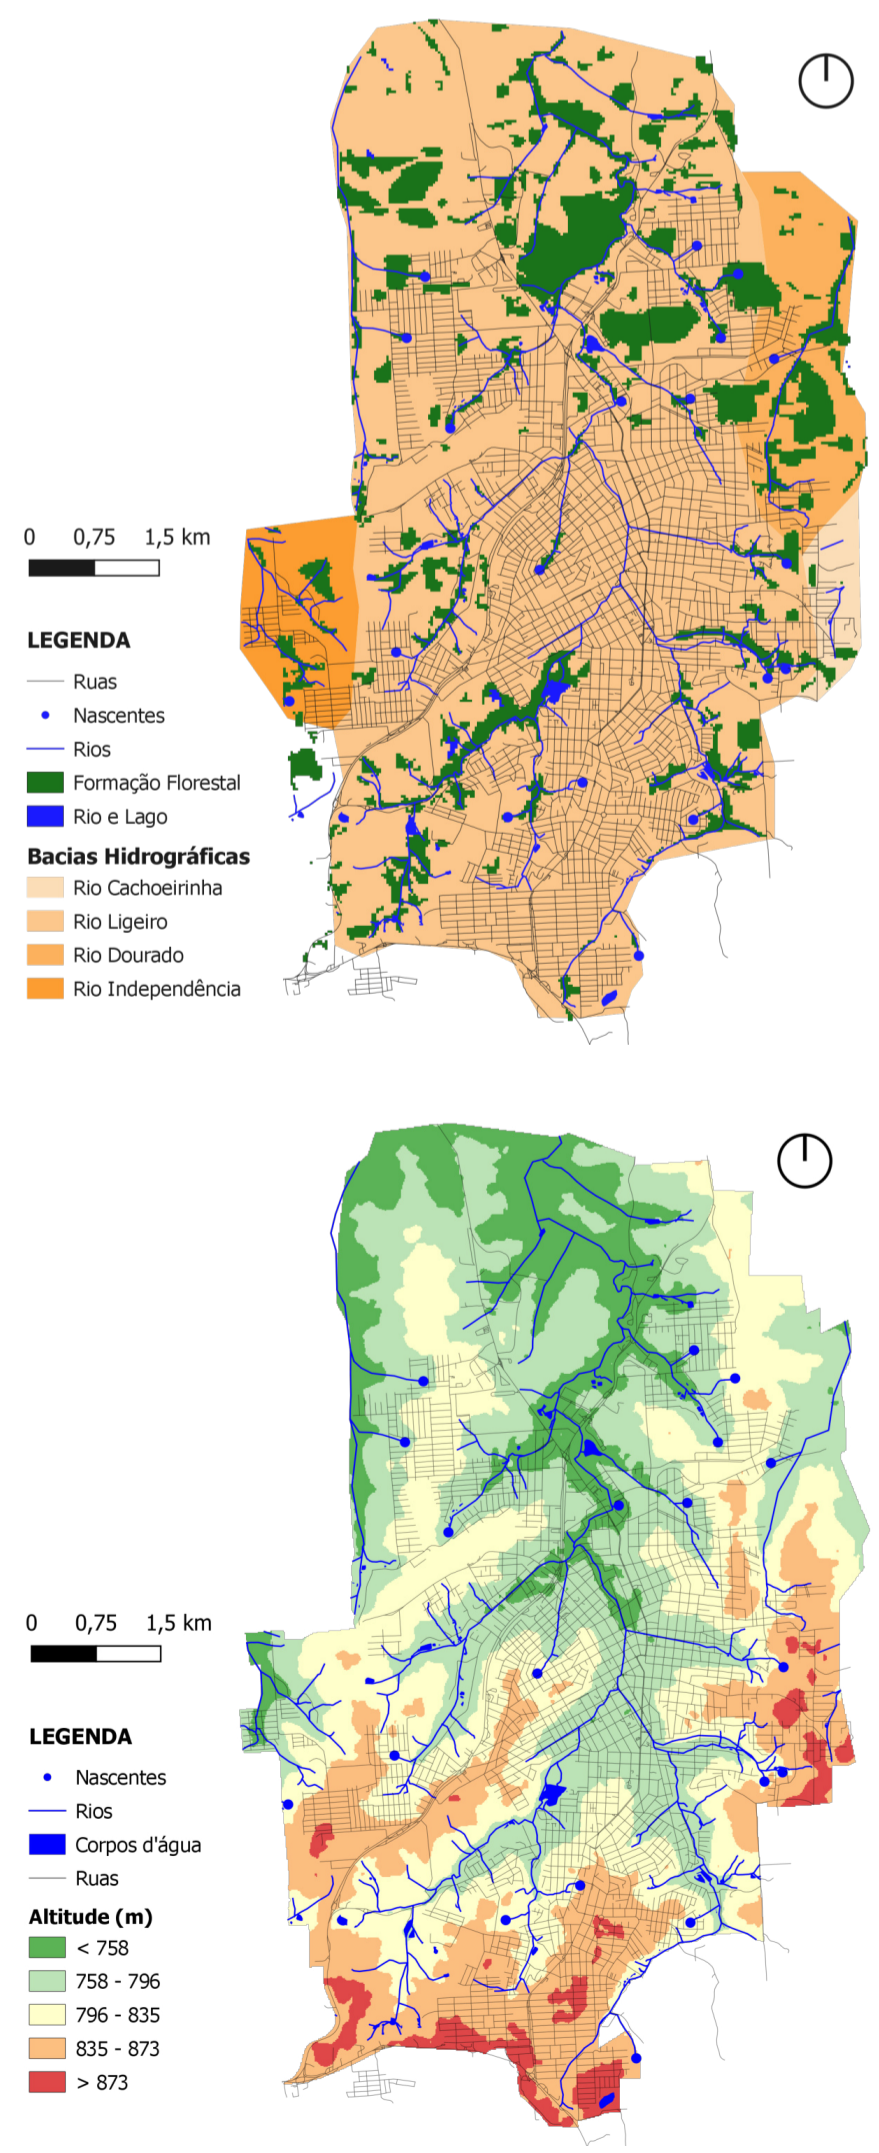 0 0,75 1,5 km
LEGENDA
Ruas
Nascentes
Rios
Formação Florestal
Rio e Lago
Bacias Hidrográficas
Rio Cachoeirinha
Rio Ligeiro
Rio Dourado
Rio Independência
0 0,75 1,5 km
LEGENDA
Nascentes
Rios
Corpos d'água
Ruas
Altitude (m)
< 758
758 - 796
796 - 835
835 - 873
> 873